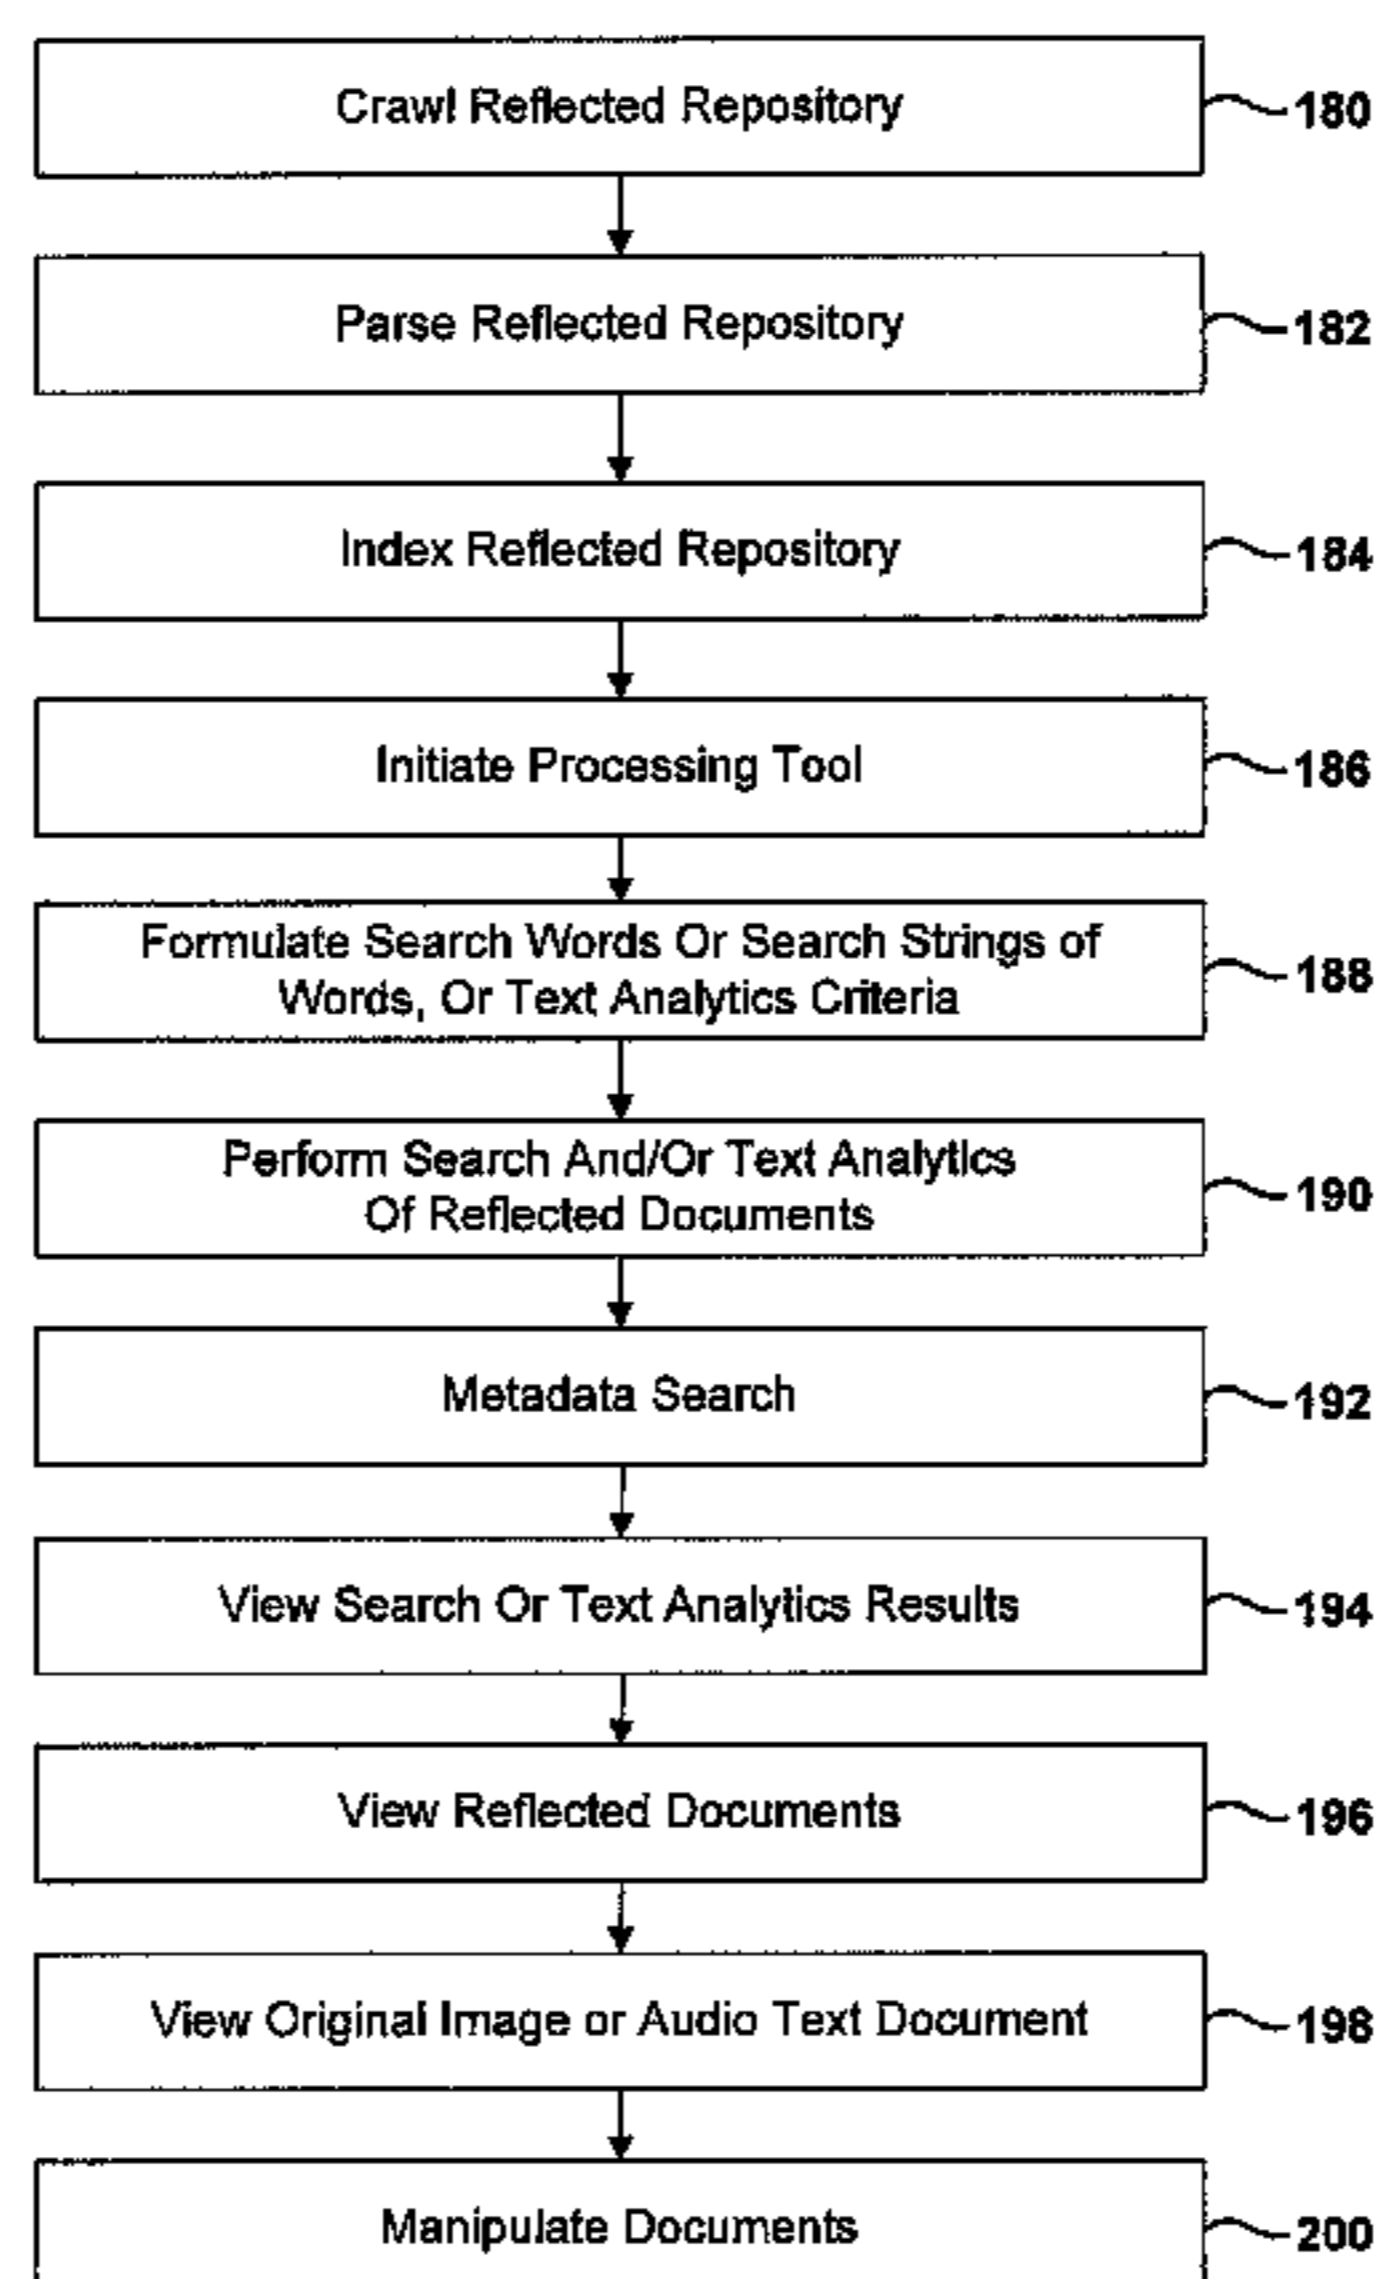 Crawl Reflected Repository
180
Parse Reflected Repository
182
Index Reflected Repository
184
Initiate Processing Tool
186
Formulate Search Words Or Search Strings of
Words, Or Text Analytics Criteria
188
Perform Search And/Or Text Analytics
Of Reflected Documents
190
Metadata Search
192
View Search Or Text Analytics Results
194
View Reflected Documents
196
View Original Image or Audio Text Document
198
Manipulate Documents
200